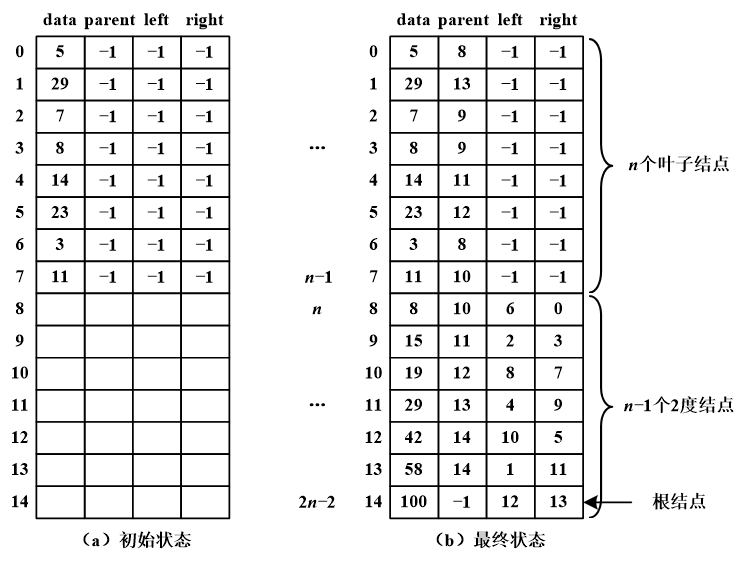 data parent left right data parent left right
0 5 −1 −1 −1 0 5 8 −1 −1
1 29 −1 −1 −1 1 29 13 −1 −1
2 7 −1 −1 −1 2 7 9 −1 −1
3 8 −1 −1 −1 ··· 3 8 9 −1 −1
n个叶子结点
4 14 −1 −1 −1 4 14 11 −1 −1
5 23 −1 −1 −1 5 23 12 −1 −1
6 3 −1 −1 −1 6 3 8 −1 −1
7 11 −1 −1 −1 n−1 7 11 10 −1 −1
8 n 8 8 10 6 0
9 9 15 11 2 3
10 10 19 12 8 7
11 ··· 11 29 13 4 9 n−1个2度结点
12 12 42 14 10 5
13 13 58 14 1 11
14 2n−2 14 100 −1 12 13 根结点
（a）初始状态 （b）最终状态